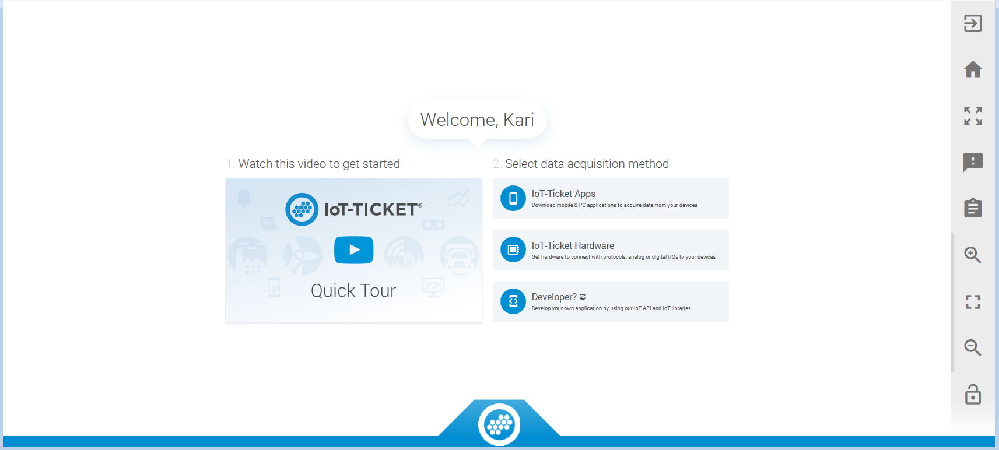 Welcome, Kari
1. Watch this video to get started
IoT-TICKET®
Quick Tour
2. Select data acquisition method
IoT-Ticket Apps
Download mobile & PC applications to acquire data from your devices
IoT-Ticket Hardware
Get hardware to connect with protocols, analog or digital I/Os to your devices
Developer?
Develop your own application by using our IoT API and IoT libraries